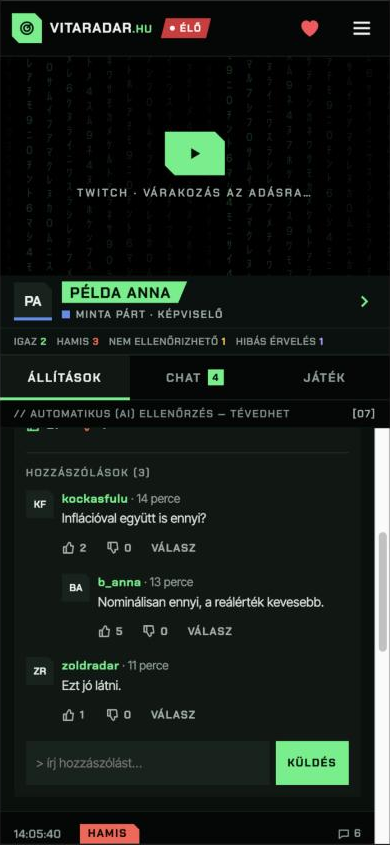 VITARADAR.HU
ÉLŐ
TWITCH · VÁRAKOZÁS AZ ADÁSRA…
PA
PÉLDA ANNA
MINTA PÁRT · KÉPVISELŐ
IGAZ 2 HAMIS 3 NEM ELLENŐRIZHETŐ 1 HIBÁS ÉRVELÉS 1
ÁLLÍTÁSOK CHAT 4 JÁTÉK
// AUTOMATIKUS (AI) ELLENŐRZÉS — TÉVEDHET [07]
HOZZÁSZÓLÁSOK (3)
KF
kockasfulu · 14 perce
Inflációval együtt is ennyi?
2 0 VÁLASZ
BA
b_anna · 13 perce
Nominálisan ennyi, a reálérték kevesebb.
5 0 VÁLASZ
ZR
zoldradar · 11 perce
Ezt jó látni.
1 0 VÁLASZ
> írj hozzászólást… KÜLDÉS
14:05:40 HAMIS 6